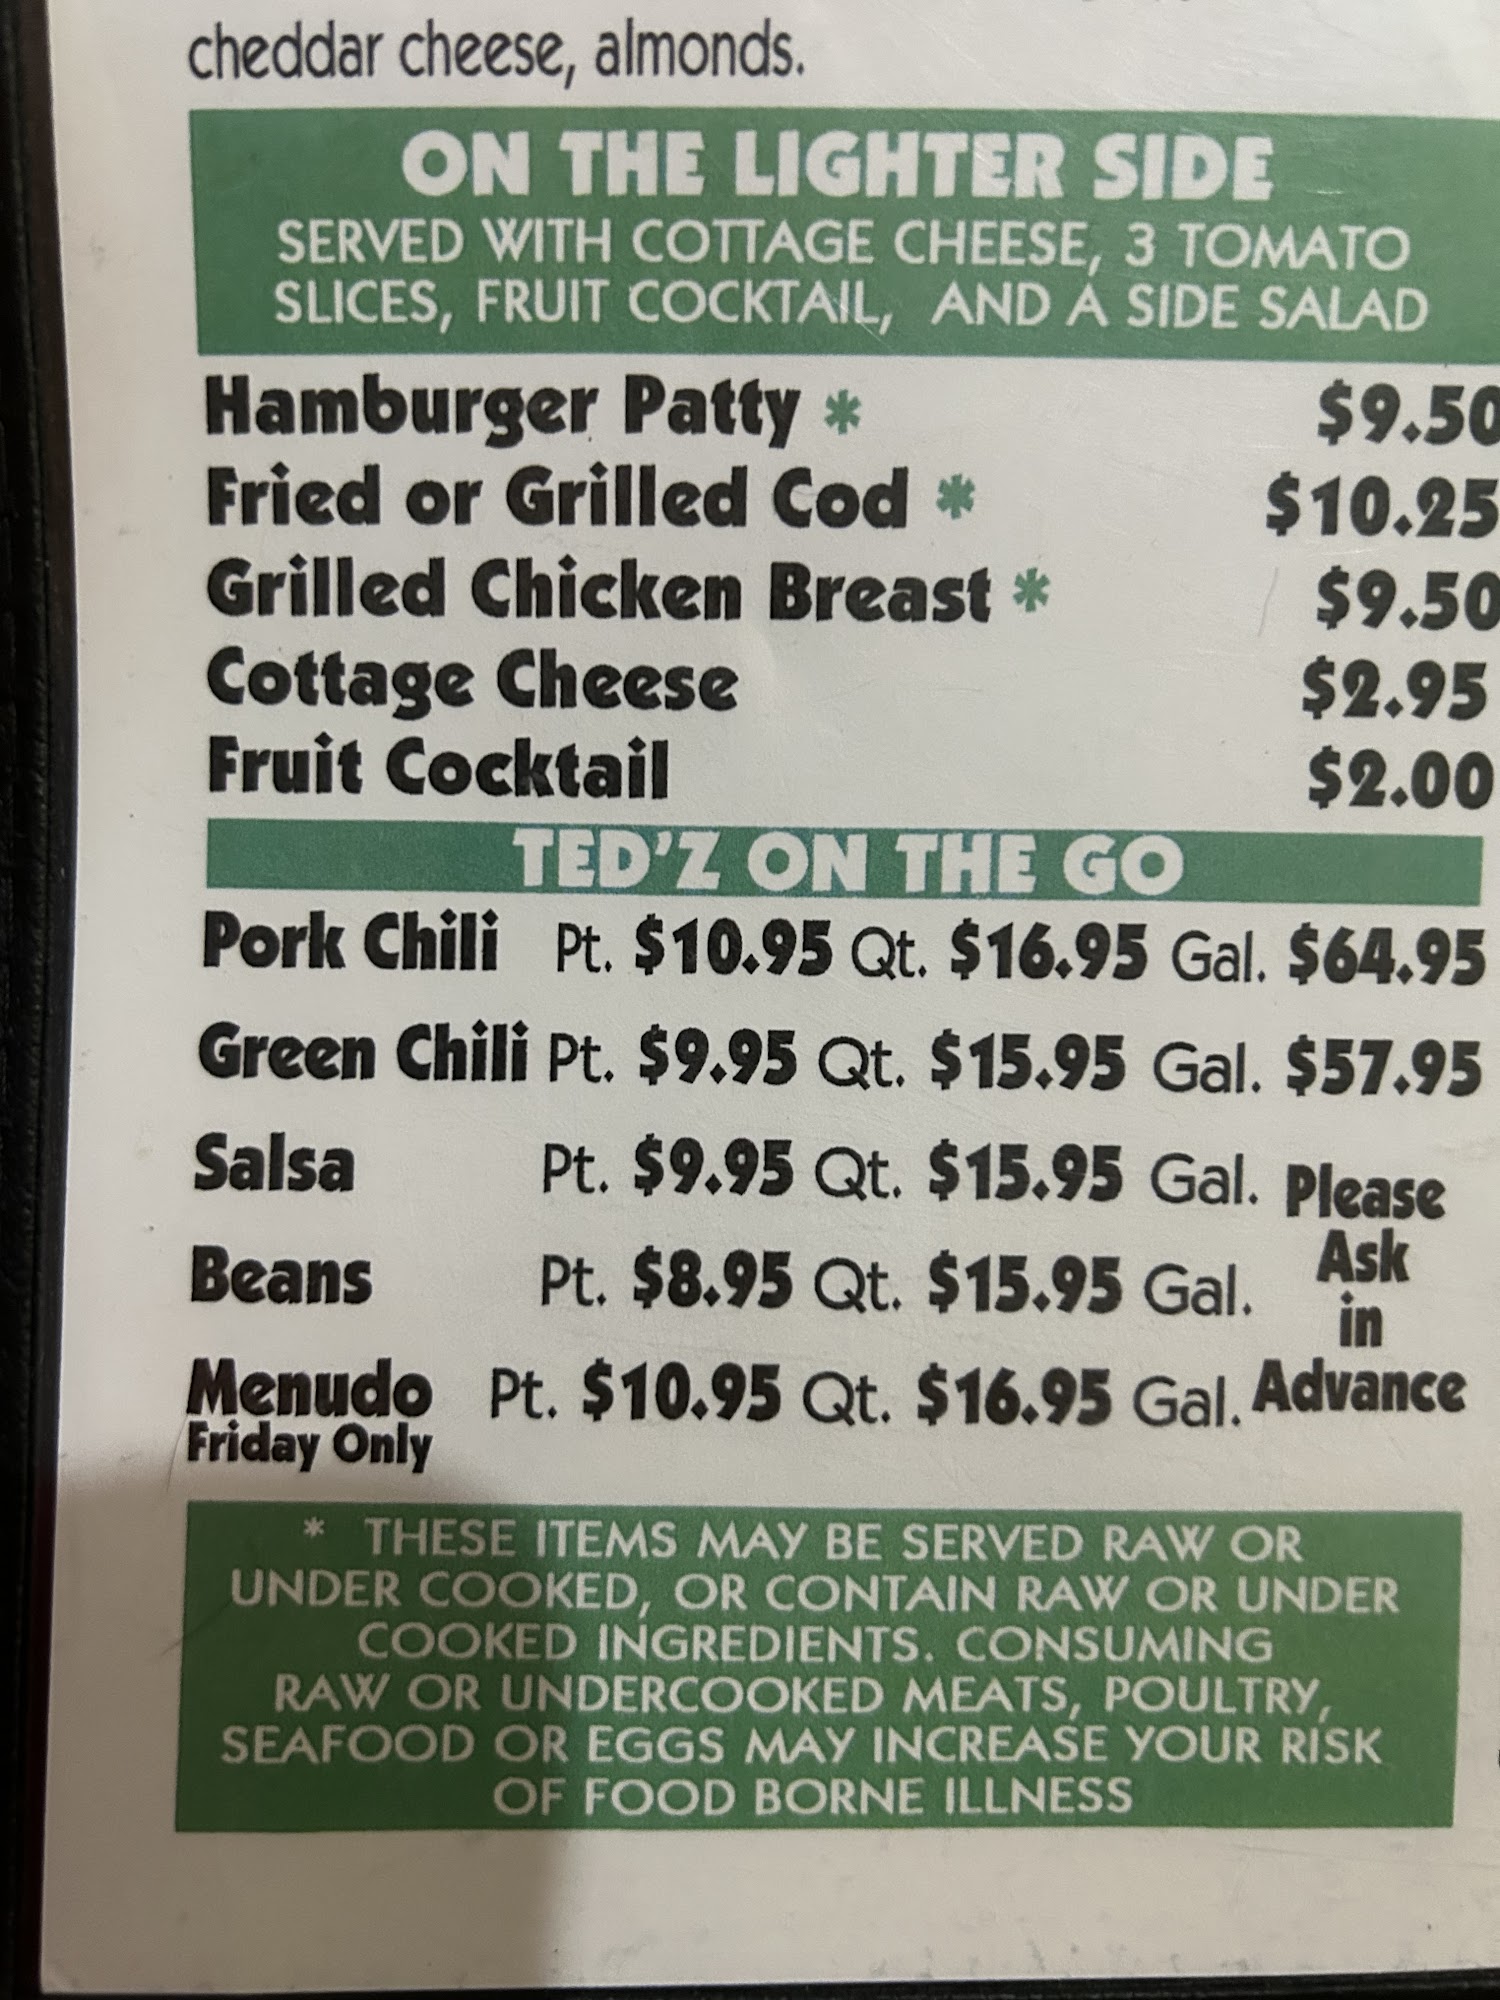 cheddar cheese, almonds.
ON THE LIGHTER SIDE
SERVED WITH COTTAGE CHEESE, 3 TOMATO
SLICES, FRUIT COCKTAIL, AND A SIDE SALAD
Hamburger Patty * $9.50
Fried or Grilled Cod * $10.25
Grilled Chicken Breast * $9.50
Cottage Cheese $2.95
Fruit Cocktail $2.00
TED'Z ON THE GO
Pork Chili Pt. $10.95 Qt. $16.95 Gal. $64.95
Green Chili Pt. $9.95 Qt. $15.95 Gal. $57.95
Salsa Pt. $9.95 Qt. $15.95 Gal. Please
Ask
Beans Pt. $8.95 Qt. $15.95 Gal.
in
Menudo Pt. $10.95 Qt. $16.95 Gal. Advance
Friday Only
* THESE ITEMS MAY BE SERVED RAW OR
UNDER COOKED, OR CONTAIN RAW OR UNDER
COOKED INGREDIENTS. CONSUMING
RAW OR UNDERCOOKED MEATS, POULTRY,
SEAFOOD OR EGGS MAY INCREASE YOUR RISK
OF FOOD BORNE ILLNESS